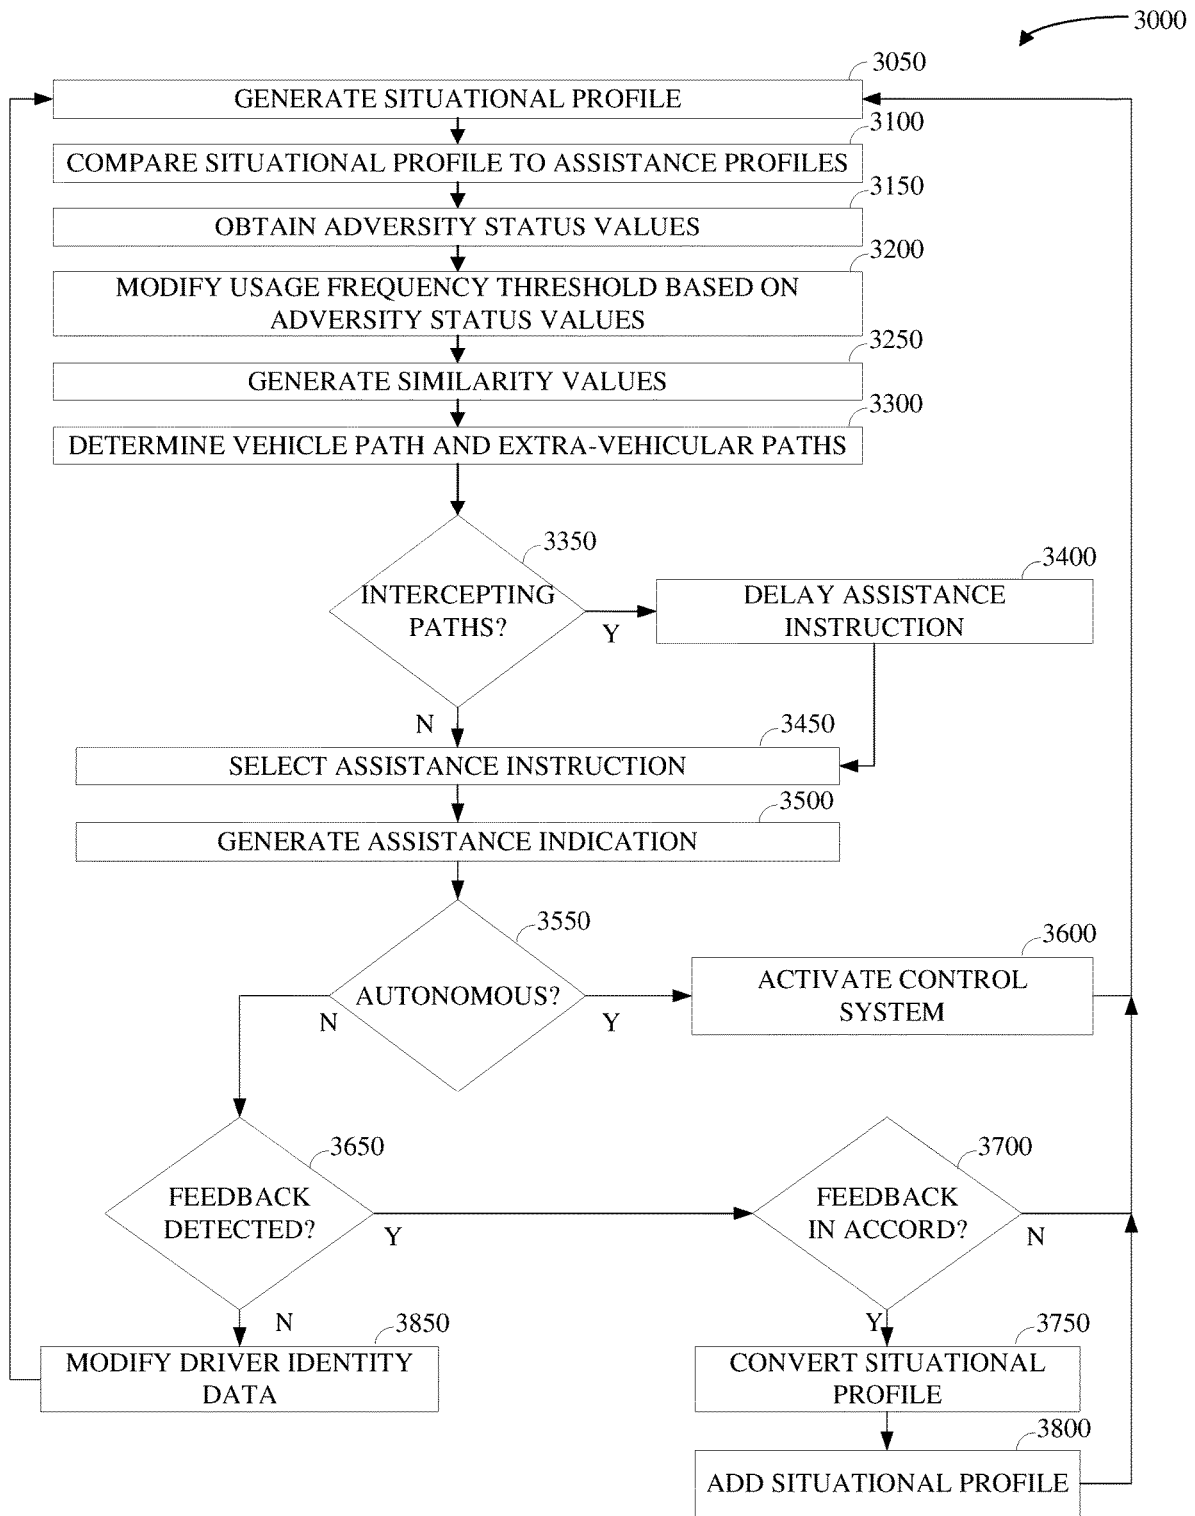 3000
3050
GENERATE SITUATIONAL PROFILE
3100
COMPARE SITUATIONAL PROFILE TO ASSISTANCE PROFILES
3150
OBTAIN ADVERSITY STATUS VALUES
3200
MODIFY USAGE FREQUENCY THRESHOLD BASED ON
ADVERSITY STATUS VALUES
3250
GENERATE SIMILARITY VALUES
3300
DETERMINE VEHICLE PATH AND EXTRA-VEHICULAR PATHS
3350
INTERCEPTING
PATHS?
Y
3400
DELAY ASSISTANCE
INSTRUCTION
N
3450
SELECT ASSISTANCE INSTRUCTION
3500
GENERATE ASSISTANCE INDICATION
3550
AUTONOMOUS?
N
Y
3600
ACTIVATE CONTROL
SYSTEM
3650
FEEDBACK
DETECTED?
Y
3700
FEEDBACK
IN ACCORD?
N
N
Y
3850
MODIFY DRIVER IDENTITY
DATA
3750
CONVERT SITUATIONAL
PROFILE
3800
ADD SITUATIONAL PROFILE